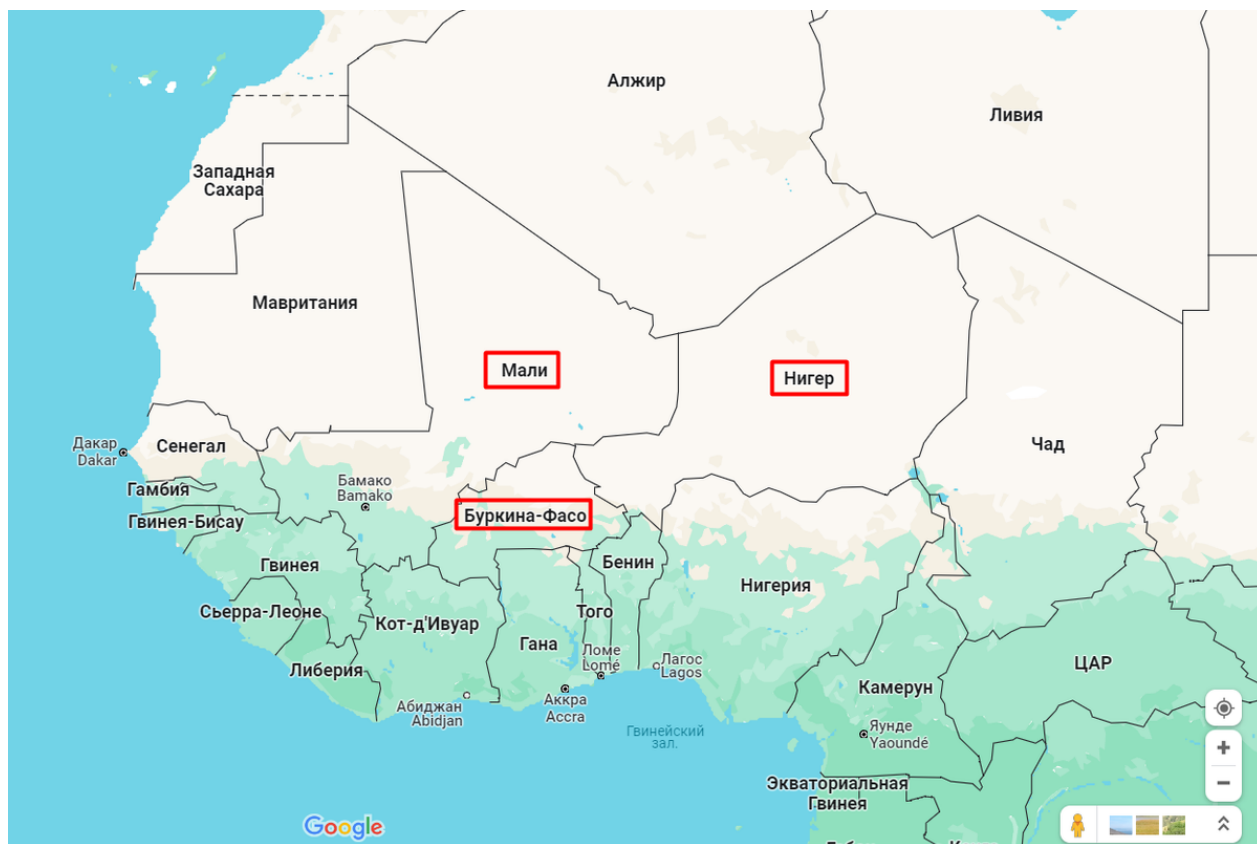 Алжир
Ливия
Западная
Сахара
Мавритания
Мали
Нигер
Чад
Дакар
Dakar
Сенегал
Бамако
Bamako
Гамбия
Буркина-Фасо
Гвинея-Бисау
Гвинея
Бенин
Нигерия
Сьерра-Леоне
Кот-д'Ивуар
Того
Гана
Ломе
Lomé
Лагос
Lagos
ЦАР
Либерия
Абиджан
Abidjan
Аккра
Accra
Камерун
Гвинейский
зал.
Яунде
Yaoundé
Экваториальная
Гвинея
Google